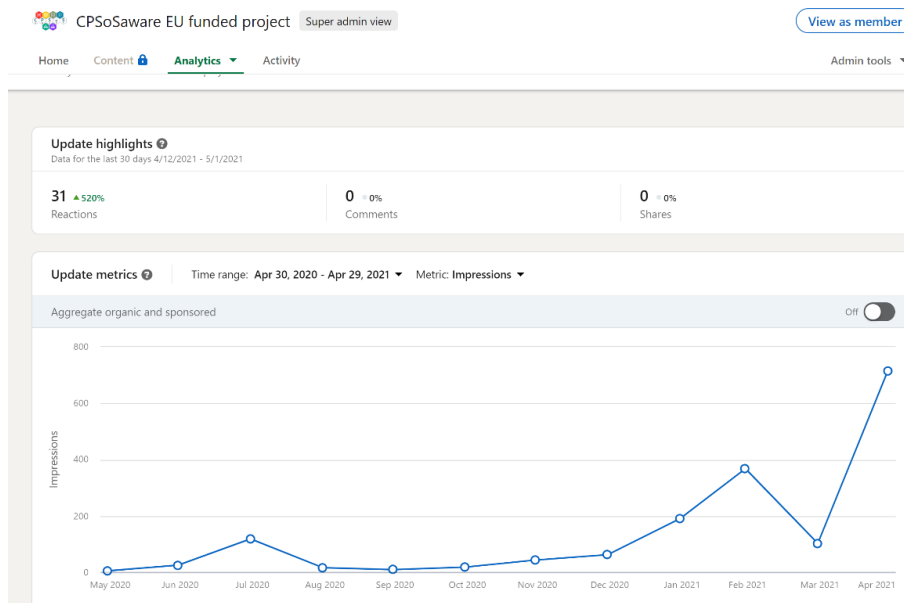 CPSoSaware EU funded project Super admin view View as member
Home Content Analytics Activity Admin tools
Update highlights
Data for the last 30 days 4/12/2021 - 5/1/2021
31 520% 0 0% 0 0%
Reactions Comments Shares
Update metrics Time range: Apr 30, 2020 - Apr 29, 2021 Metric: Impressions
Aggregate organic and sponsored Off
800
600
400
200
0
Impressions
May 2020 Jun 2020 Jul 2020 Aug 2020 Sep 2020 Oct 2020 Nov 2020 Dec 2020 Jan 2021 Feb 2021 Mar 2021 Apr 2021